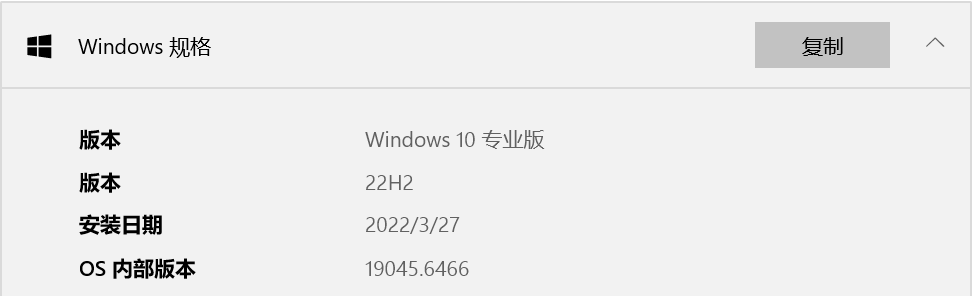 Windows 规格 复制
版本 Windows 10 专业版
版本 22H2
安装日期 2022/3/27
OS 内部版本 19045.6466